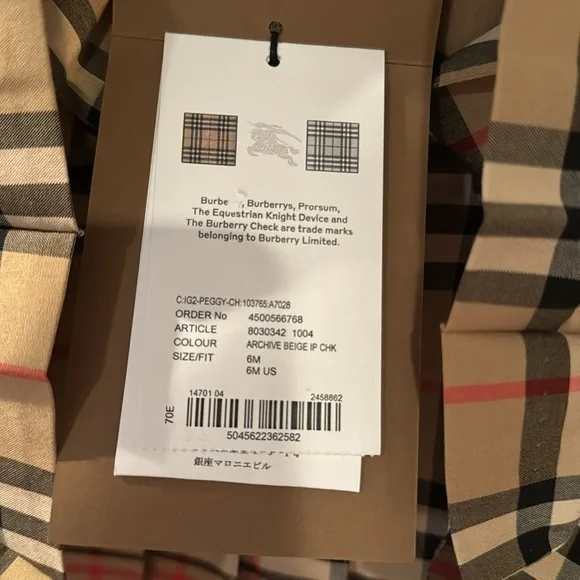 Burbe , Burberrys, Prorsum,
The Equestrian Knight Device and
The Burberry Check are trade marks
belonging to Burberry Limited.
C:IG2-PEGGY-CH:103765:A7028
ORDER No 4500566768
ARTICLE 8030342 1004
COLOUR ARCHIVE BEIGE IP CHK
SIZE/FIT 6M
6M US
1470104 2458862
70E
5045622362582
銀座マロニエビル